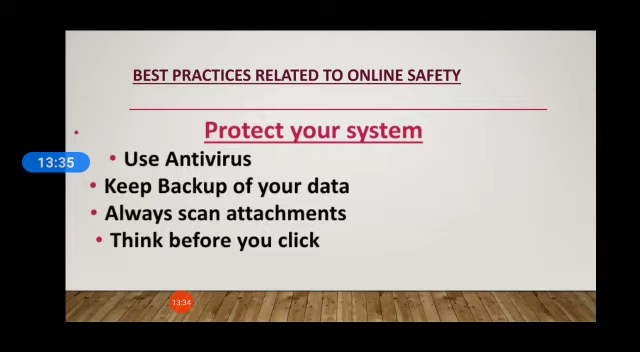 BEST PRACTICES RELATED TO ONLINE SAFETY
Protect your system
13:35
• Use Antivirus
• Keep Backup of your data
• Always scan attachments
• Think before you click
13:34